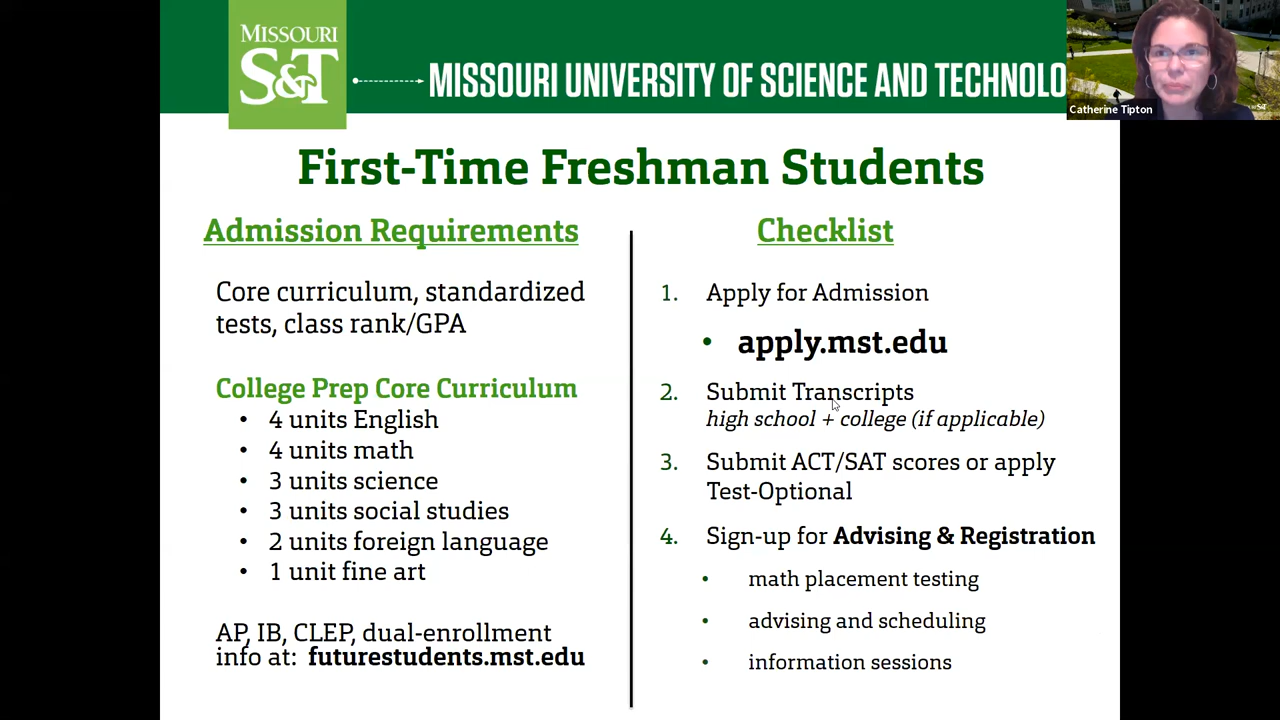 MISSOURI
S&T
MISSOURI UNIVERSITY OF SCIENCE AND TECHNOLO
Catherine Tipton
First-Time Freshman Students
Admission Requirements
Core curriculum, standardized
tests, class rank/GPA
College Prep Core Curriculum
• 4 units English
• 4 units math
• 3 units science
• 3 units social studies
• 2 units foreign language
• 1 unit fine art
AP, IB, CLEP, dual-enrollment
info at: futurestudents.mst.edu
Checklist
1. Apply for Admission
• apply.mst.edu
2. Submit Transcripts
high school + college (if applicable)
3. Submit ACT/SAT scores or apply
Test-Optional
4. Sign-up for Advising & Registration
• math placement testing
• advising and scheduling
• information sessions